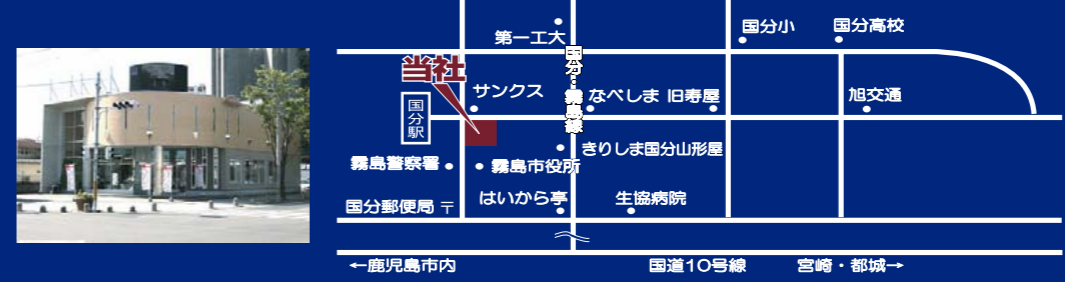 第一工大
国分小
国分高校
当社
サンクス
国分・霧島線
なべしま
旧寿屋
旭交通
国分駅
きりしま国分山形屋
霧島警察署
霧島市役所
国分郵便局 〒
はいから亭
生協病院
←鹿児島市内
国道10号線
宮崎・都城→